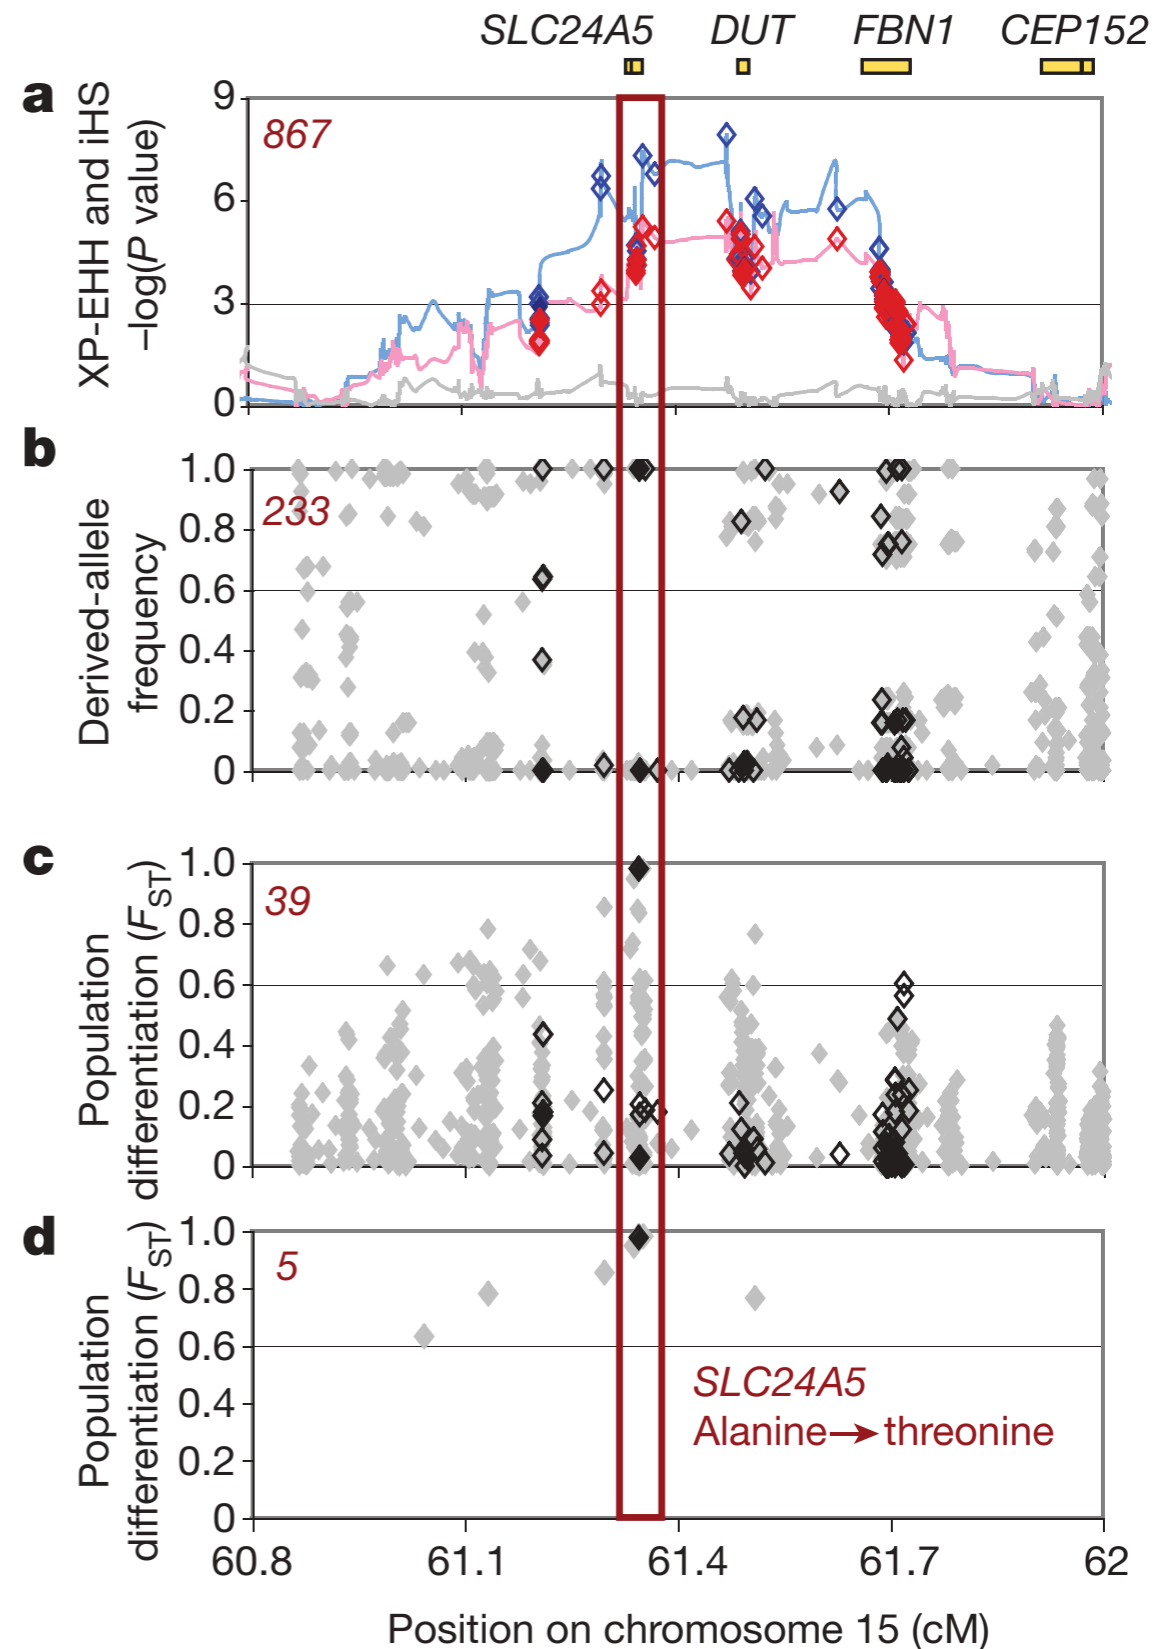 SLC24A5 DUT FBN1 CEP152
a
XP-EHH and iHS
–log(P value)
9
6
3
0
867
b
Derived-allele
frequency
1.0
0.8
0.6
0.4
0.2
0
233
c
Population
differentiation (FST)
1.0
0.8
0.6
0.4
0.2
0
39
d
Population
differentiation (FST)
1.0
0.8
0.6
0.4
0.2
0
5
SLC24A5
Alanine→threonine
60.8 61.1 61.4 61.7 62
Position on chromosome 15 (cM)